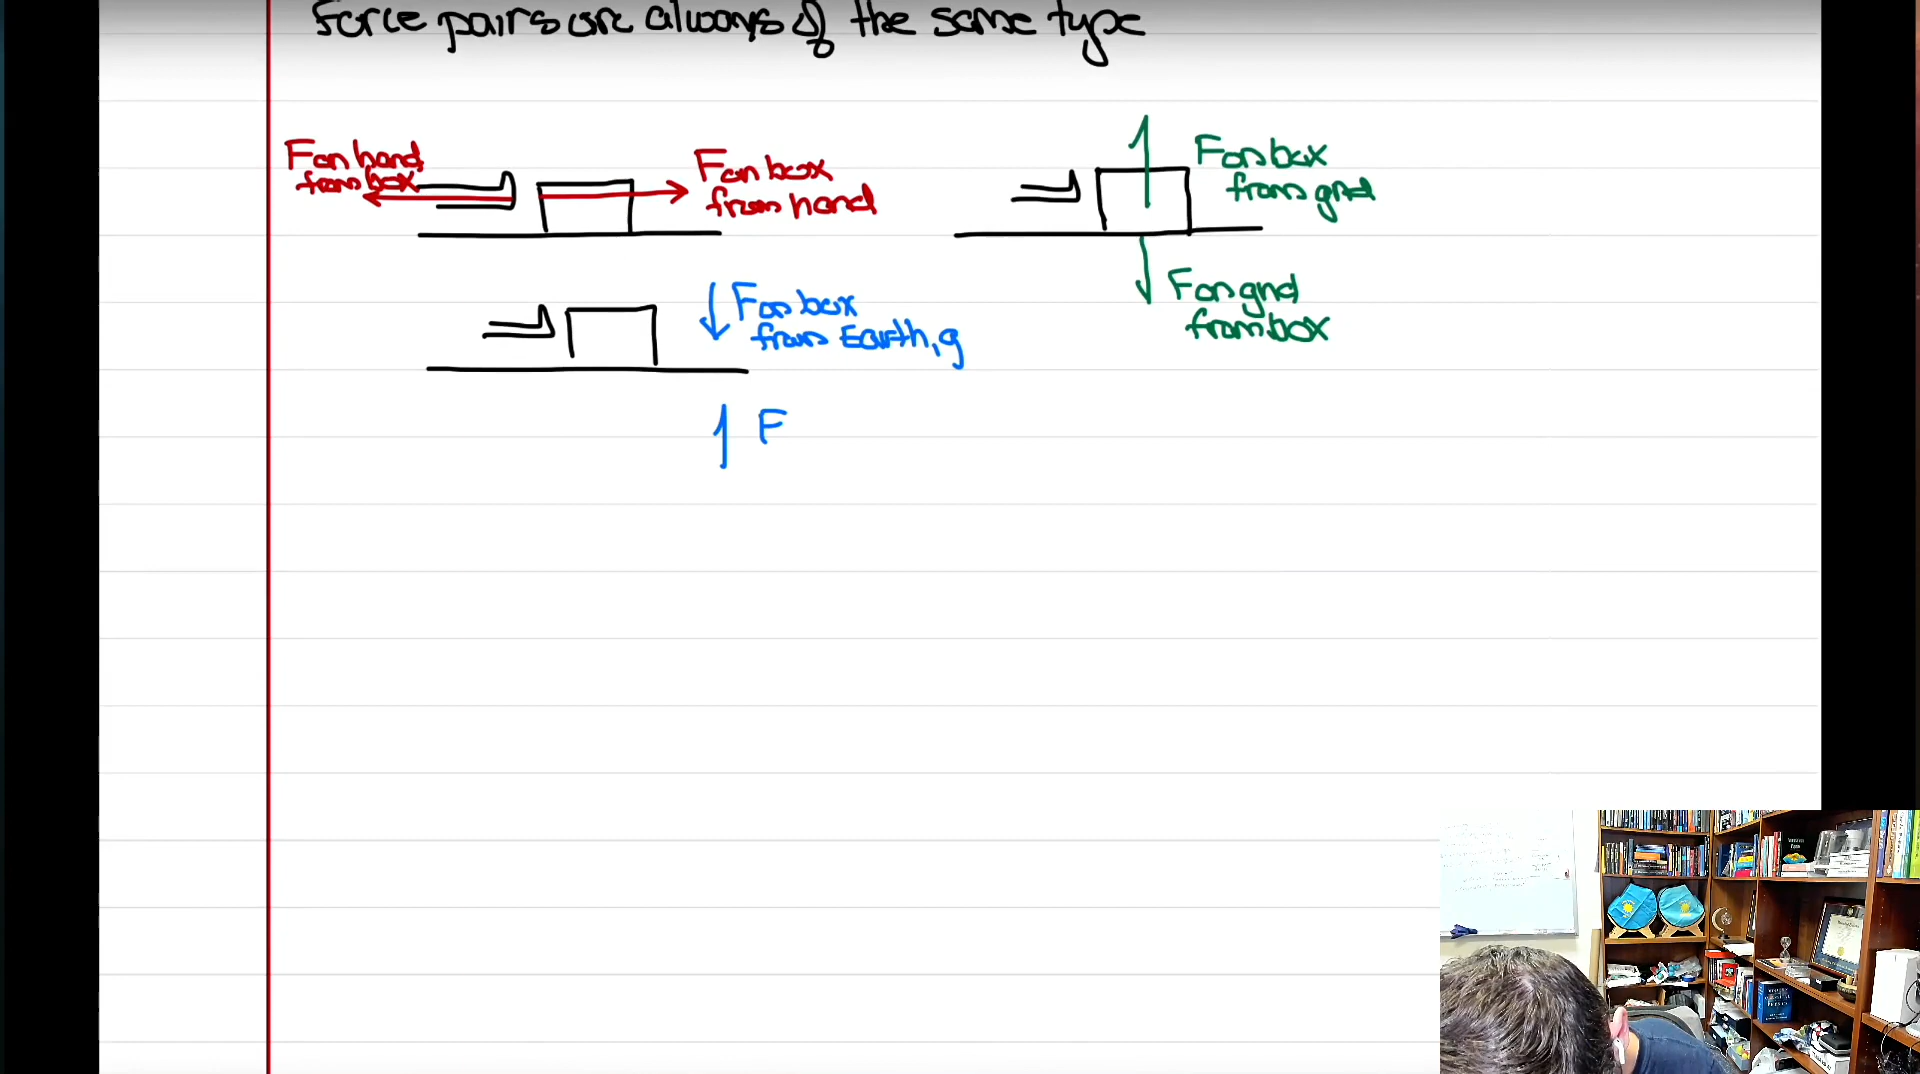 Force pairs are always of the same type
F on hand
from box
F on box
from hand
F on box
from gnd
F on gnd
from box
F on box
from Earth, g
F